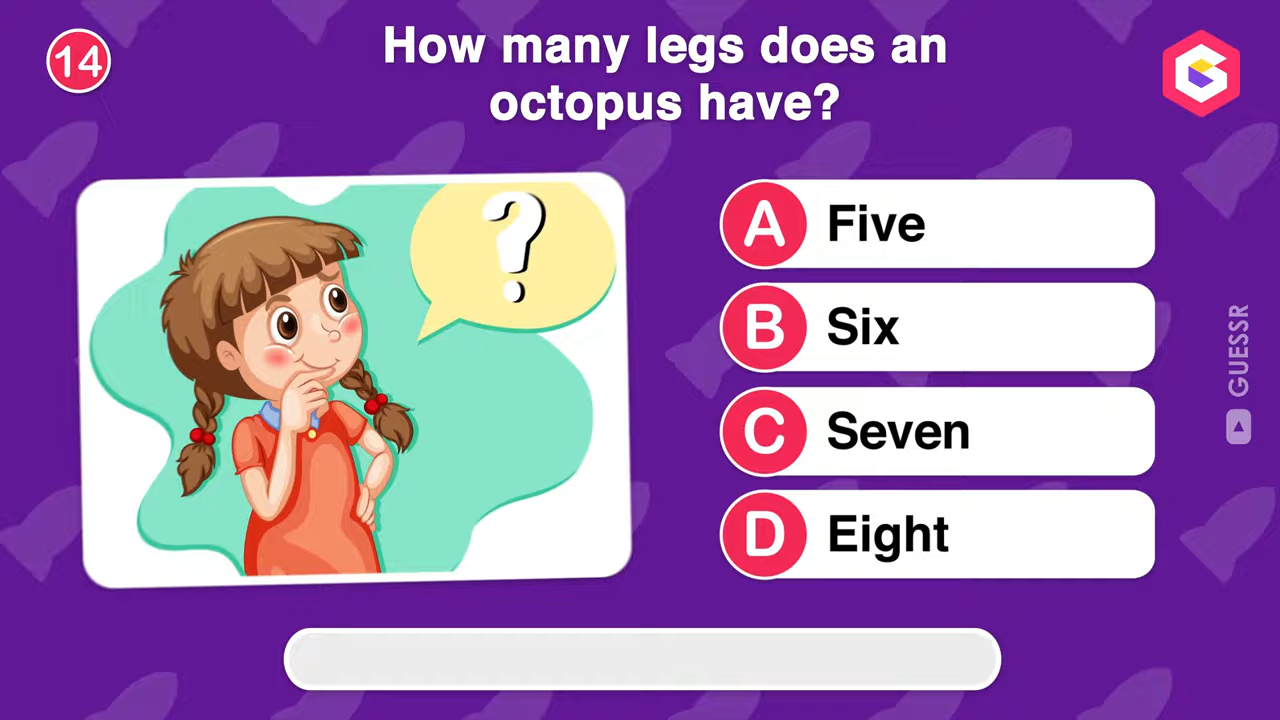 14
How many legs does an
octopus have?
?
A Five
B Six
C Seven
D Eight
GUESSR